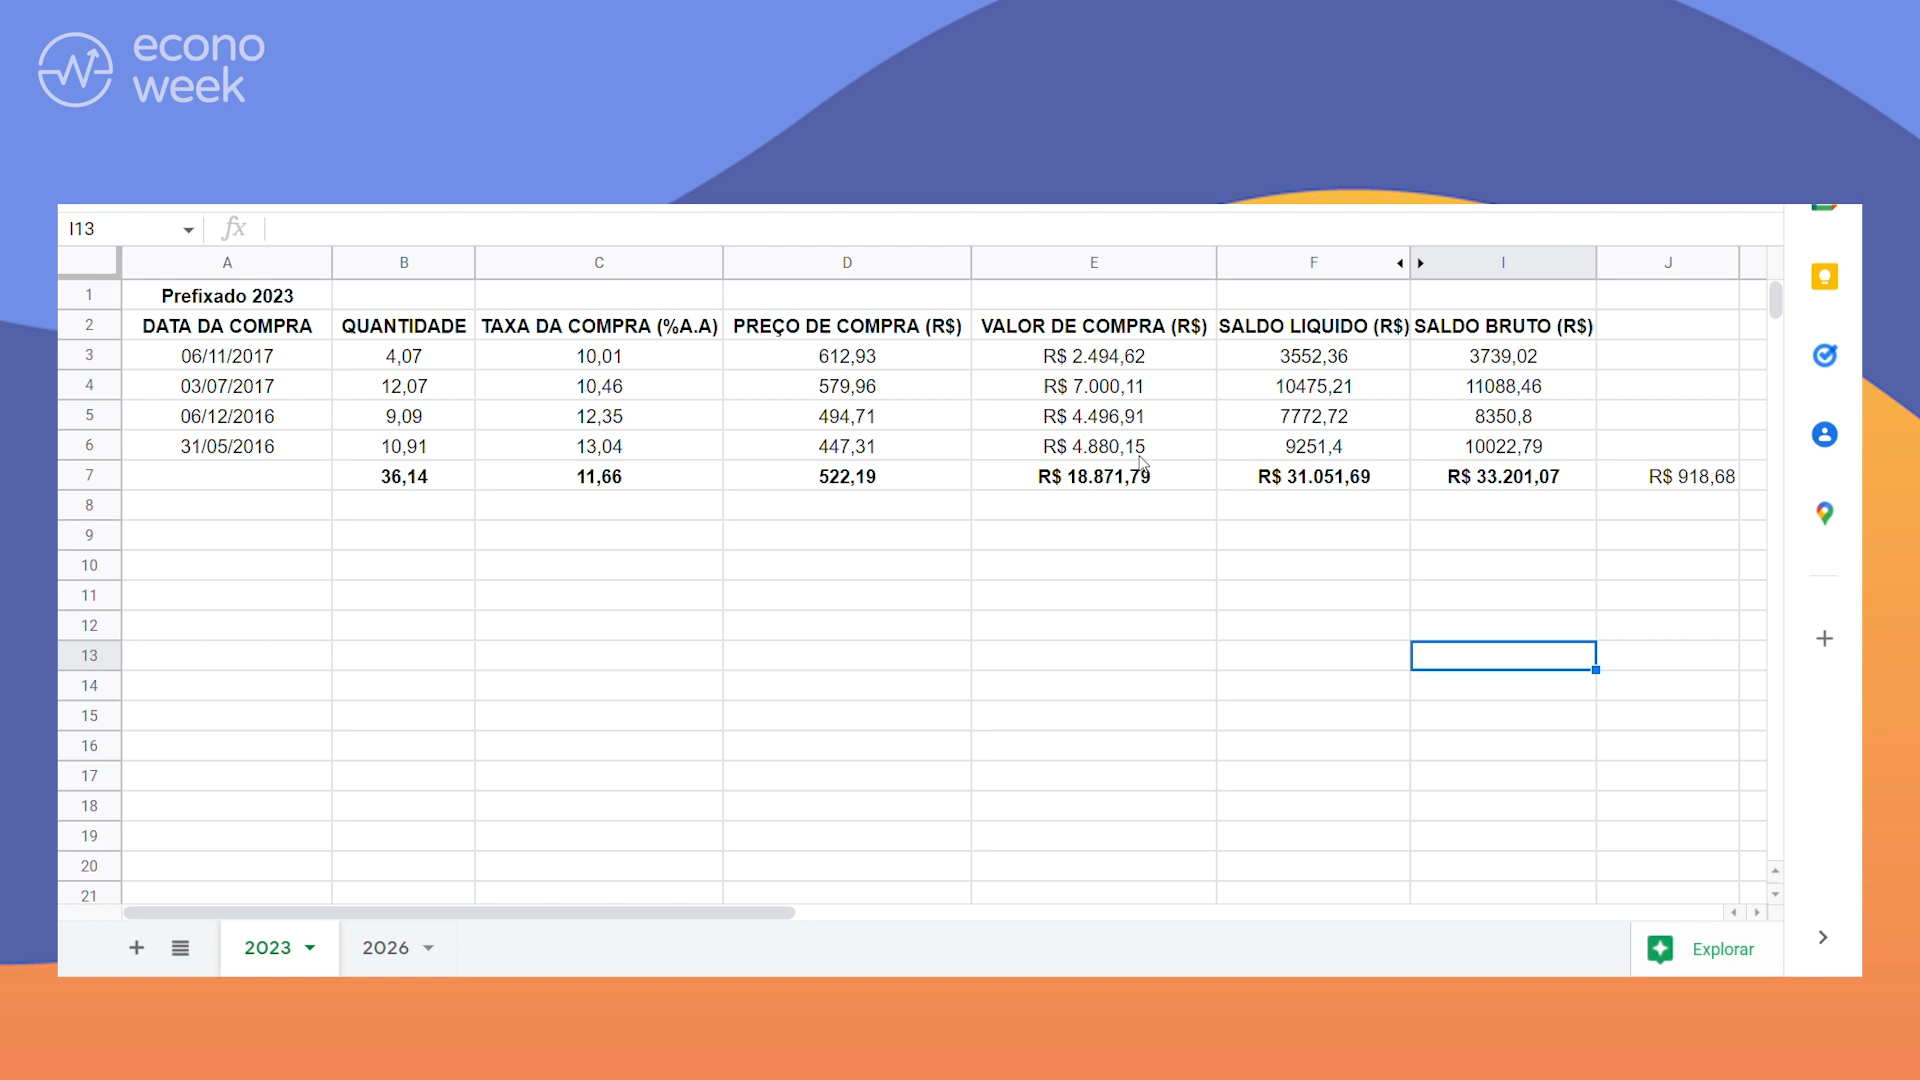 econo
week
I13
fx
A B C D E F I J
1 Prefixado 2023
2 DATA DA COMPRA QUANTIDADE TAXA DA COMPRA (%A.A) PREÇO DE COMPRA (R$) VALOR DE COMPRA (R$) SALDO LIQUIDO (R$) SALDO BRUTO (R$)
3 06/11/2017 4,07 10,01 612,93 R$ 2.494,62 3552,36 3739,02
4 03/07/2017 12,07 10,46 579,96 R$ 7.000,11 10475,21 11088,46
5 06/12/2016 9,09 12,35 494,71 R$ 4.496,91 7772,72 8350,8
6 31/05/2016 10,91 13,04 447,31 R$ 4.880,15 9251,4 10022,79
7 36,14 11,66 522,19 R$ 18.871,79 R$ 31.051,69 R$ 33.201,07 R$ 918,68
8
9
10
11
12
13
14
15
16
17
18
19
20
21
2023 2026 Explorar